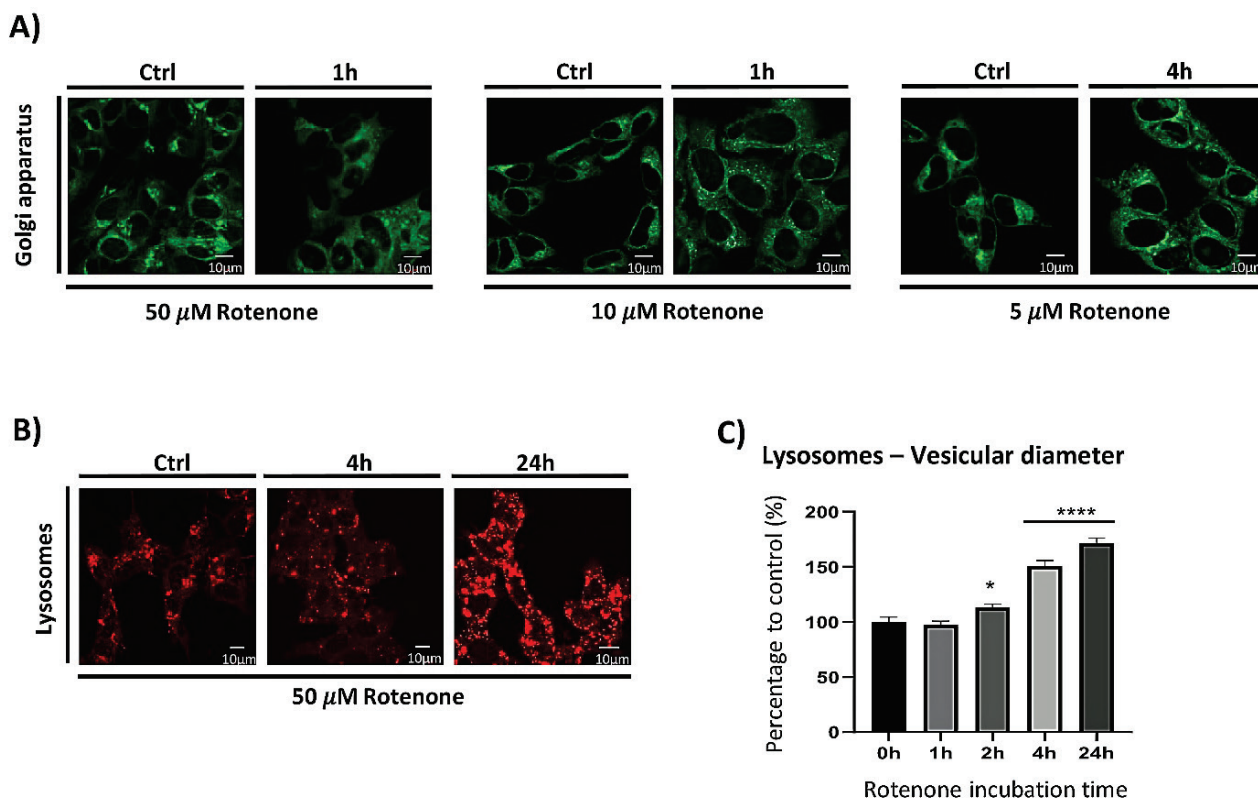 A)
Ctrl 1h Ctrl 1h Ctrl 4h
Golgi apparatus
10μm 10μm 10μm 10μm 10μm 10μm
50 μM Rotenone 10 μM Rotenone 5 μM Rotenone
B)
Ctrl 4h 24h
Lysosomes
10μm 10μm 10μm
50 μM Rotenone
C)
Lysosomes – Vesicular diameter
Percentage to control (%)
200
150
100
50
0
*
****
0h 1h 2h 4h 24h
Rotenone incubation time